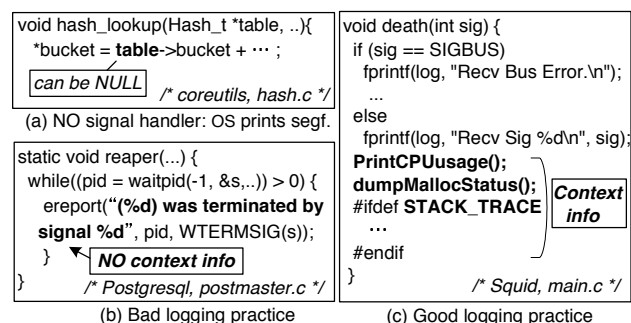 void hash_lookup(Hash_t *table, ..){
*bucket = table->bucket + ··· ;
can be NULL
/* coreutils, hash.c */
(a) NO signal handler: OS prints segf.
static void reaper(...) {
while((pid = waitpid(-1, &s,..)) > 0) {
ereport(“(%d) was terminated by
signal %d”, pid, WTERMSIG(s));
}
NO context info
}
/* Postgresql, postmaster.c */
(b) Bad logging practice
void death(int sig) {
if (sig == SIGBUS)
fprintf(log, "Recv Bus Error.\n");
...
else
fprintf(log, "Recv Sig %d\n", sig);
PrintCPUusage();
dumpMallocStatus();
#ifdef STACK_TRACE
···
#endif
Context
info
}
/* Squid, main.c */
(c) Good logging practice